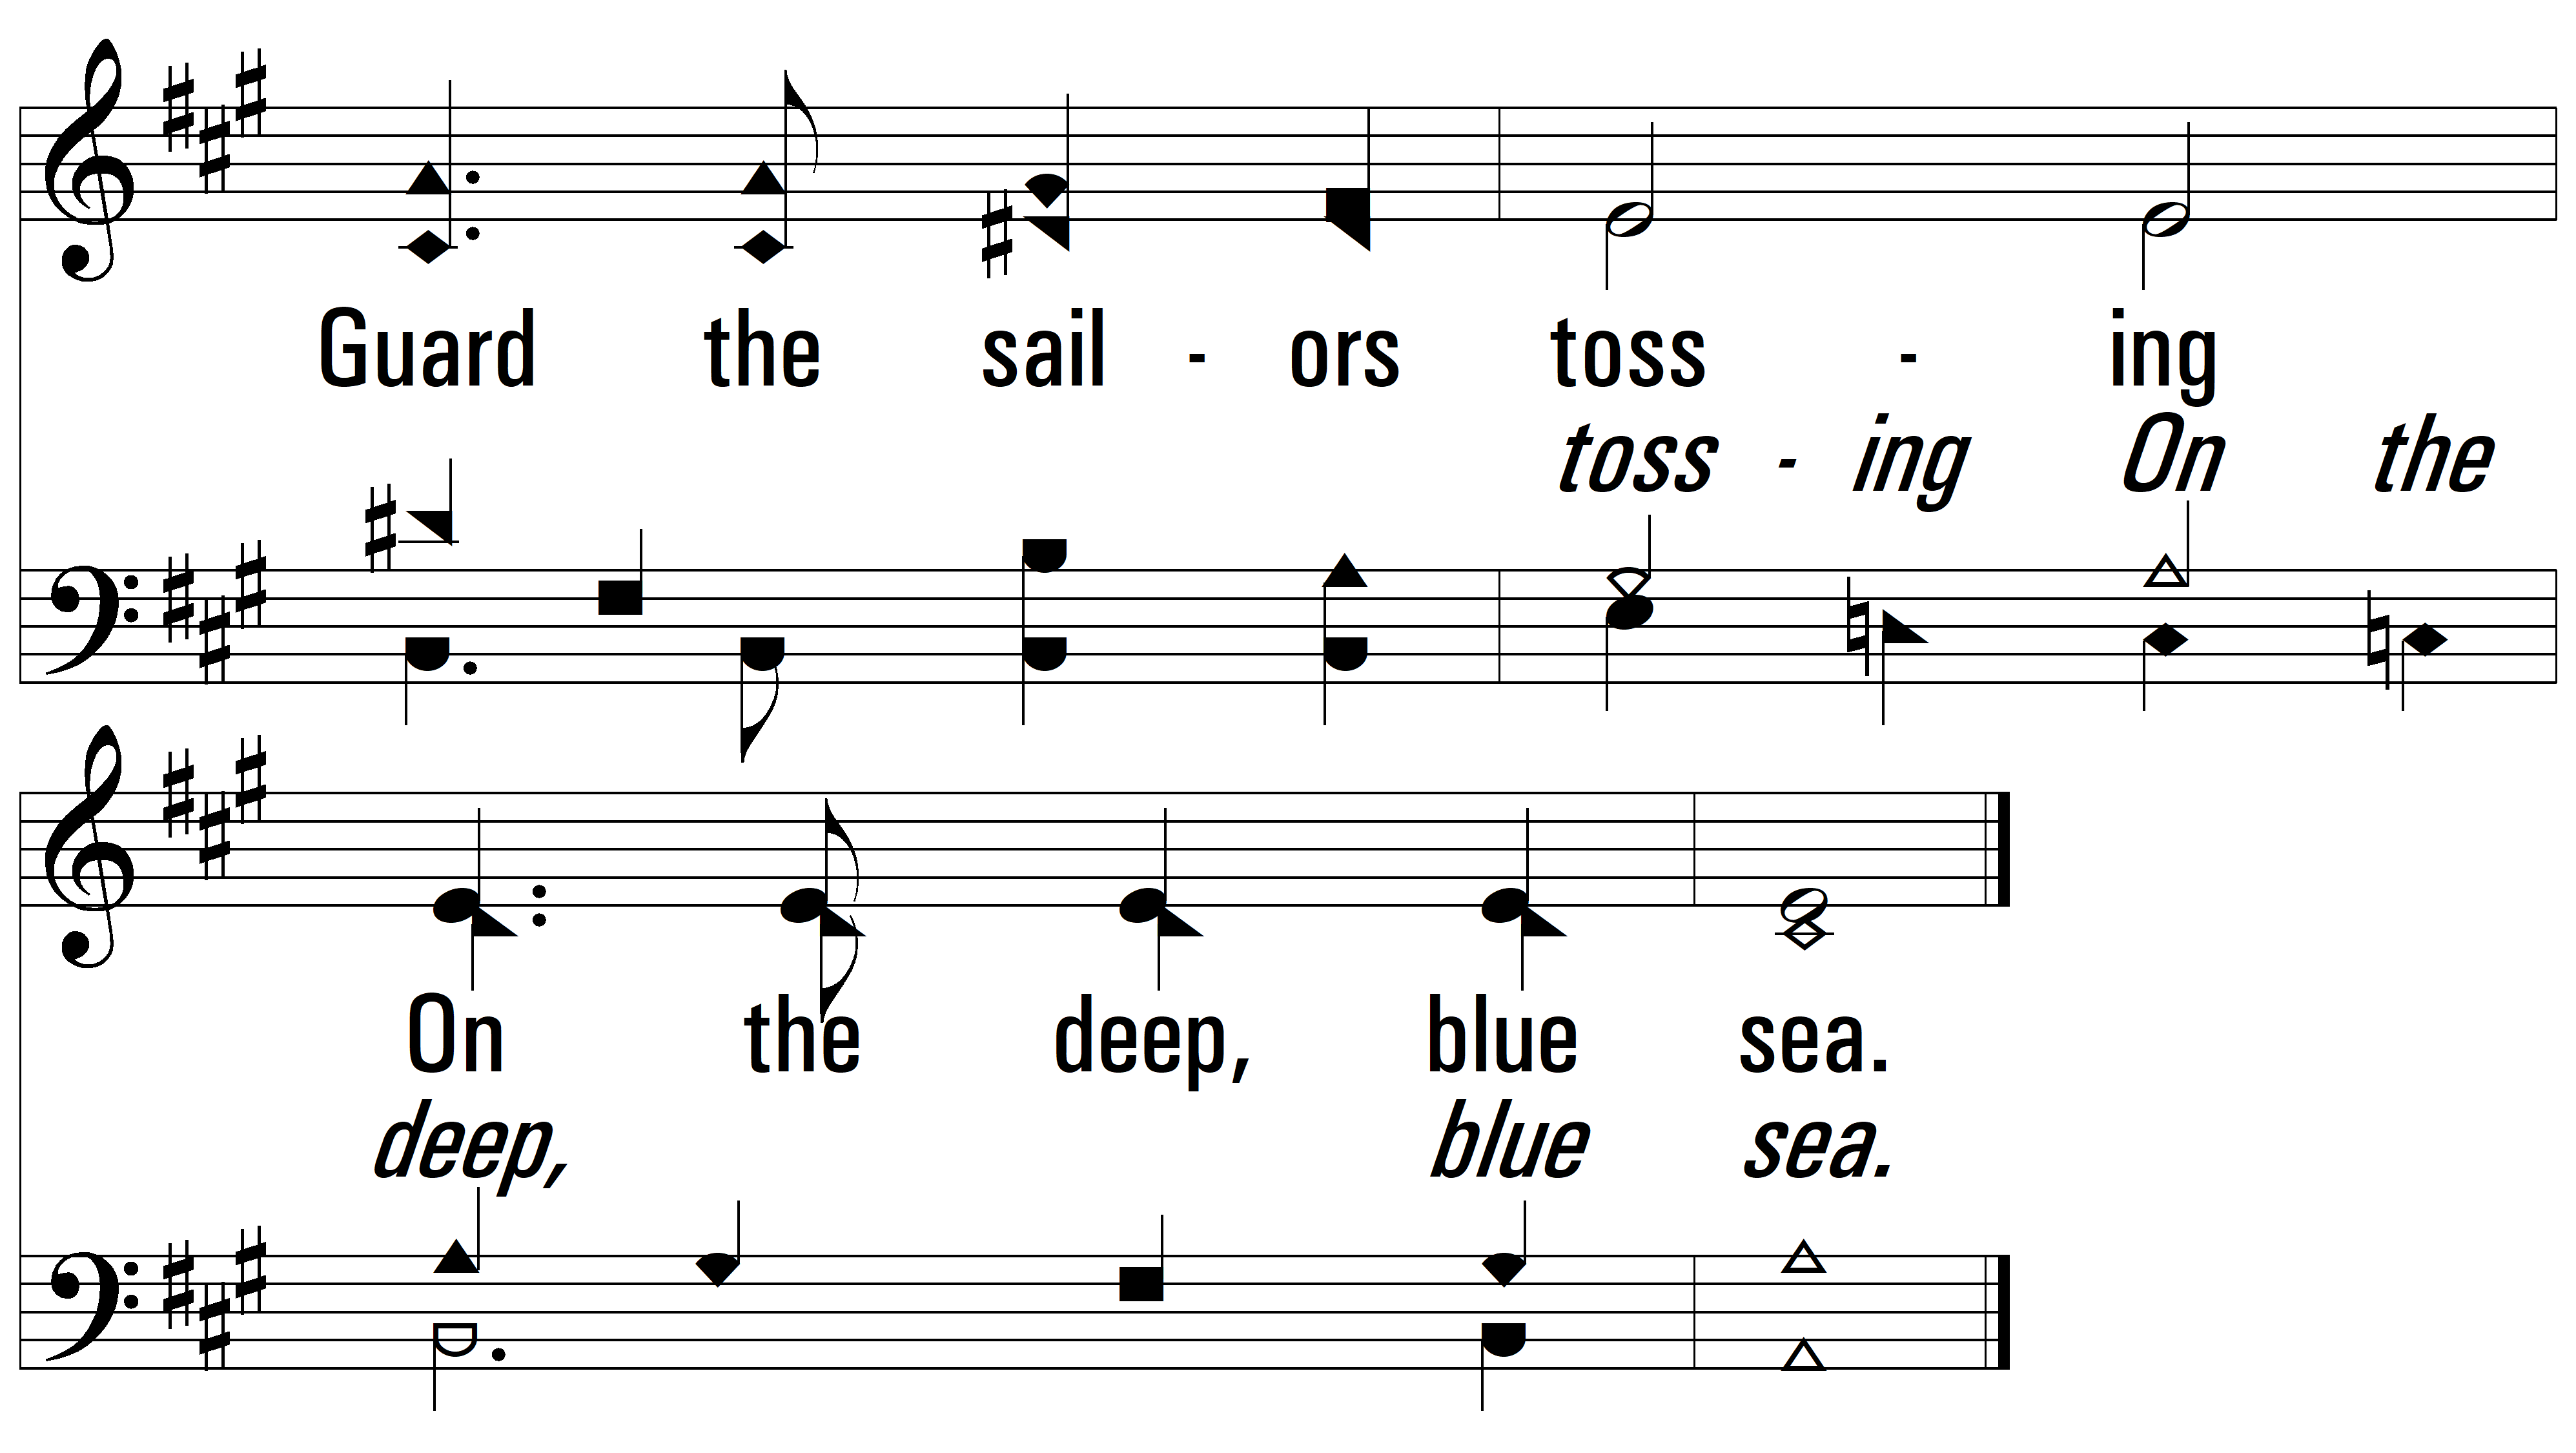 Guard the sail - ors toss - ing
toss - ing On the
On the deep, blue sea.
deep, blue sea.